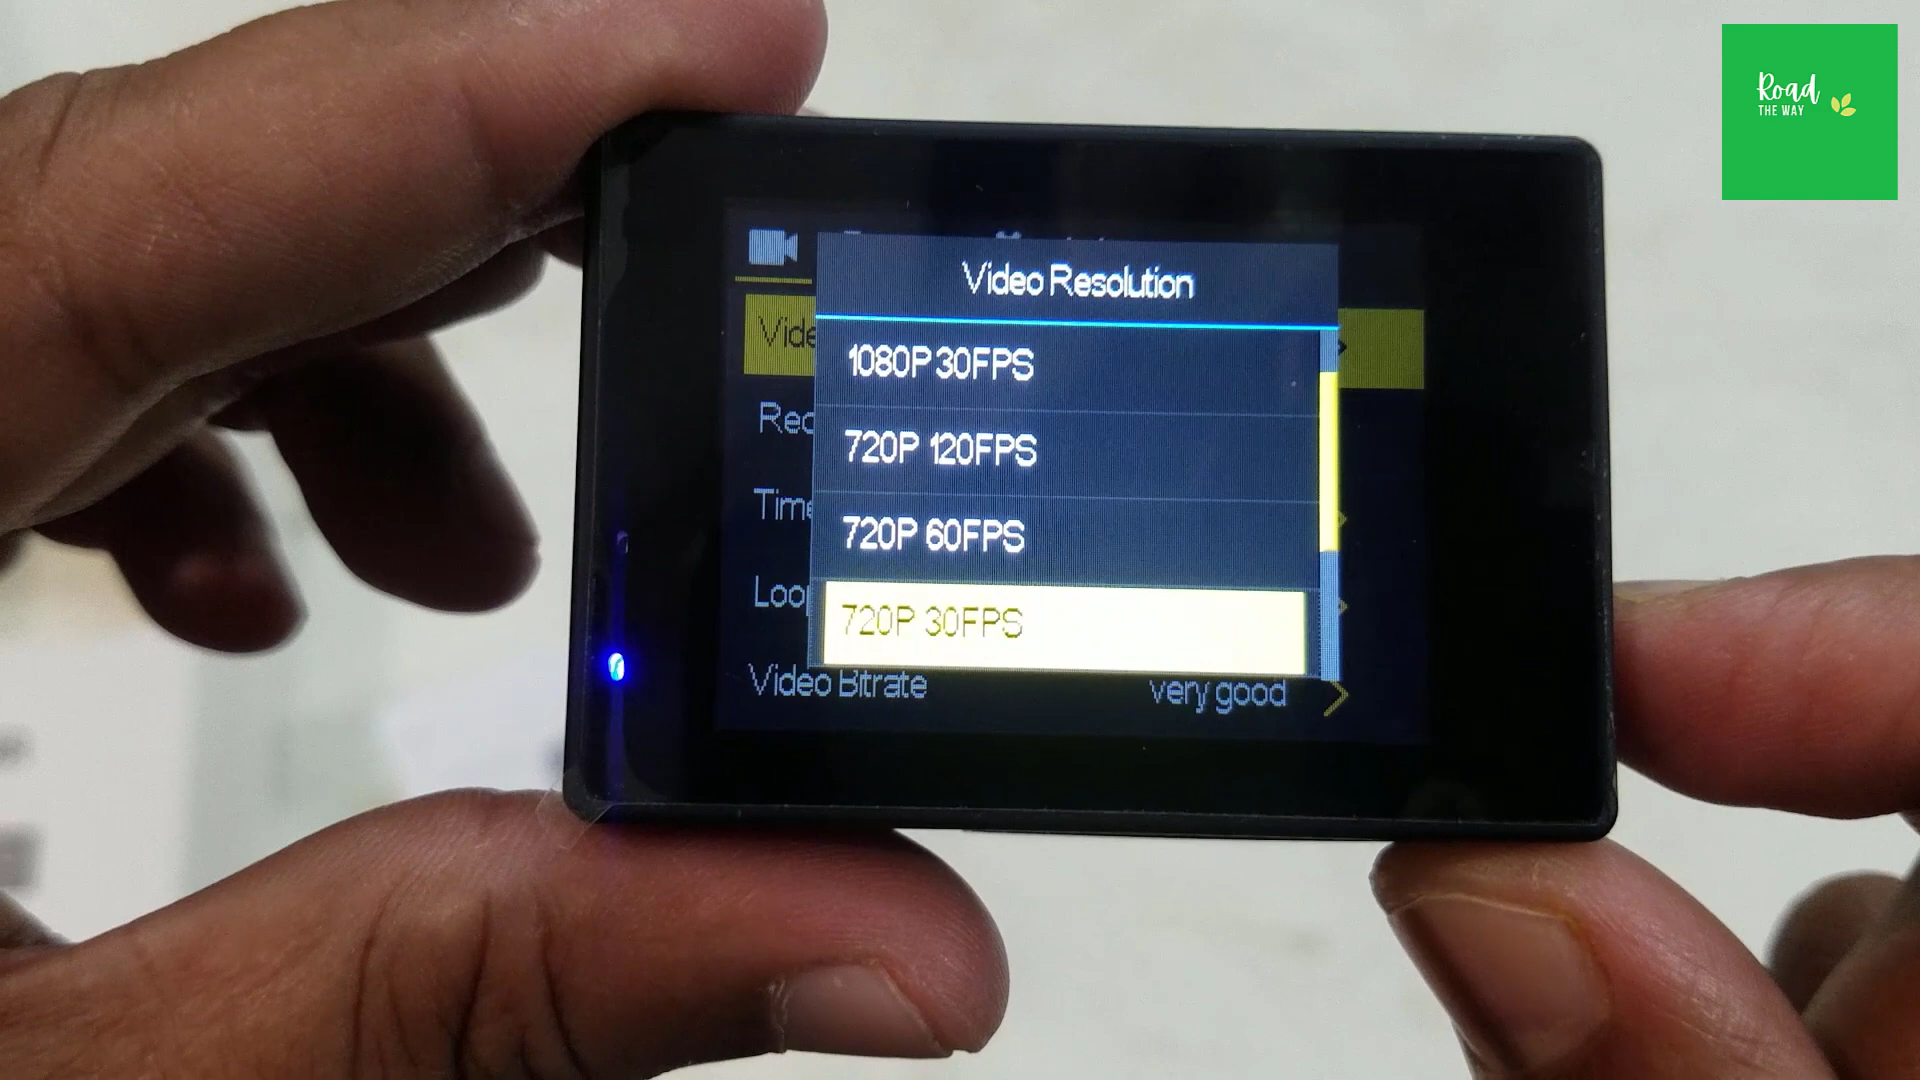 Road
THE WAY
Video Resolution
1080P 30FPS
720P 120FPS
720P 60FPS
720P 30FPS
Video Bitrate very good